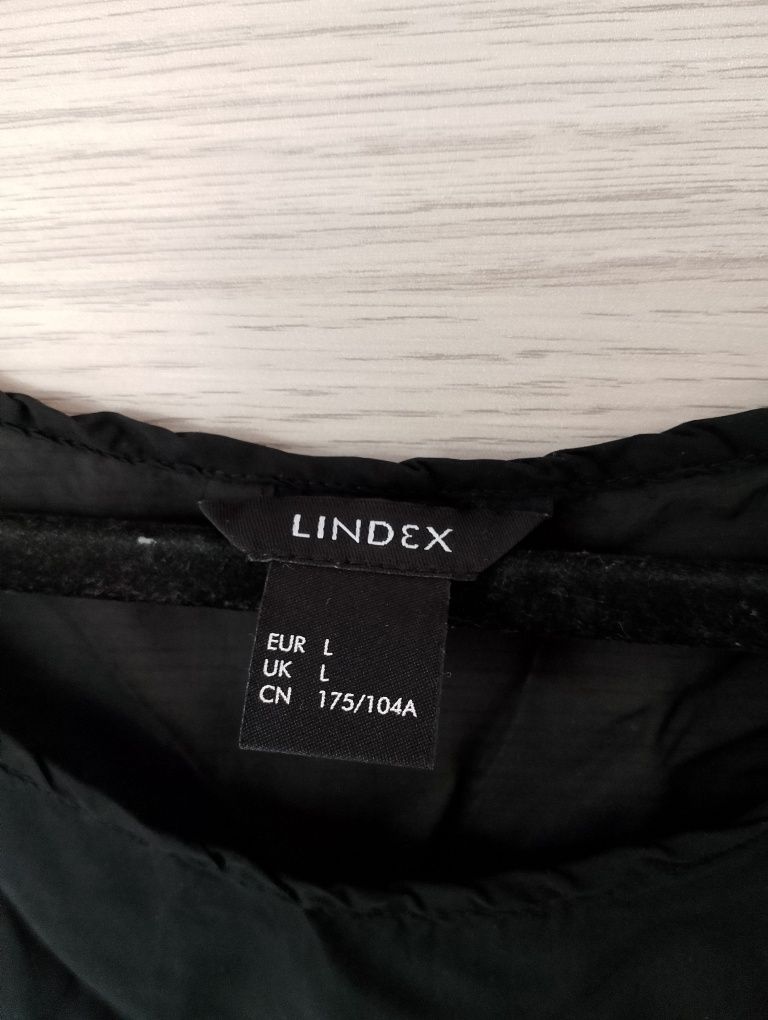 LINDEX
EUR L
UK L
CN 175/104A